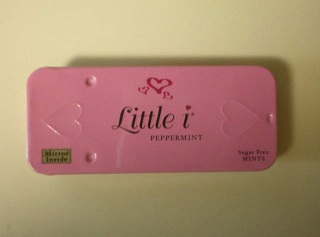 Little i
PEPPERMINT
Mirror
Inside
Sugar Free
MINTS